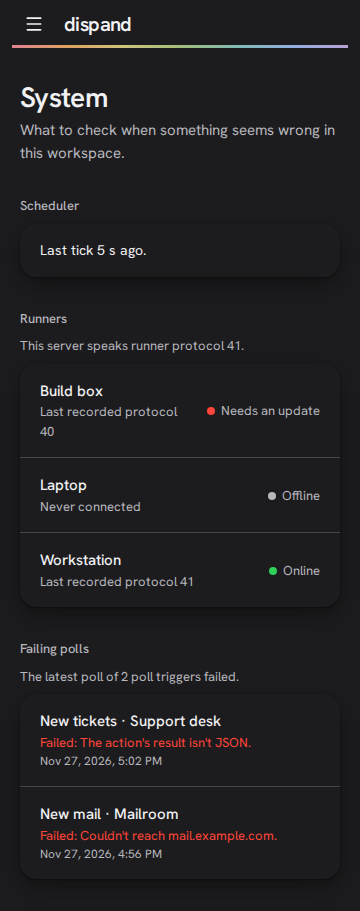 dispand
System
What to check when something seems wrong in
this workspace.
Scheduler
Last tick 5 s ago.
Runners
This server speaks runner protocol 41.
Build box
Last recorded protocol
40
Needs an update
Laptop
Never connected
Offline
Workstation
Last recorded protocol 41
Online
Failing polls
The latest poll of 2 poll triggers failed.
New tickets · Support desk
Failed: The action's result isn't JSON.
Nov 27, 2026, 5:02 PM
New mail · Mailroom
Failed: Couldn't reach mail.example.com.
Nov 27, 2026, 4:56 PM